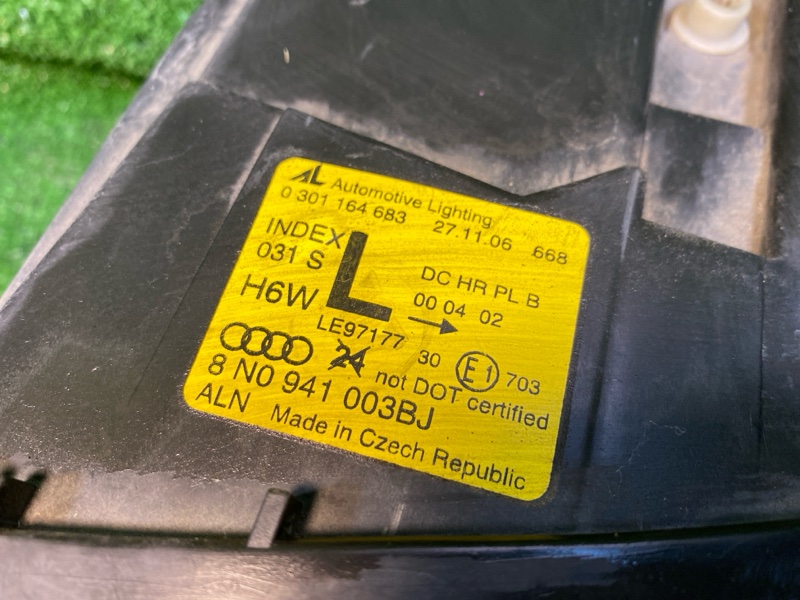 AL Automotive Lighting
0 301 164 683 27.11.06 668
INDEX
031 S
L
DC HR PL B
H6W
00 04 02
LE97177
24 30 E1 703
not DOT certified
8 N0 941 003BJ
ALN Made in Czech Republic